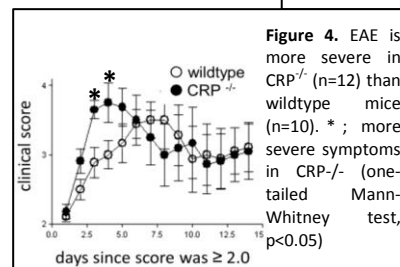 Figure 4. EAE is
more severe in
CRP-/- (n=12) than
wildtype mice
(n=10). * ; more
severe symptoms
in CRP-/- (one-
tailed Mann-
Whitney test,
p<0.05)
* *
wildtype
CRP -/-
clinical score
4
3
2
0 2.5 5.0 7.5 10.0 12.5 15.0
days since score was ≥ 2.0